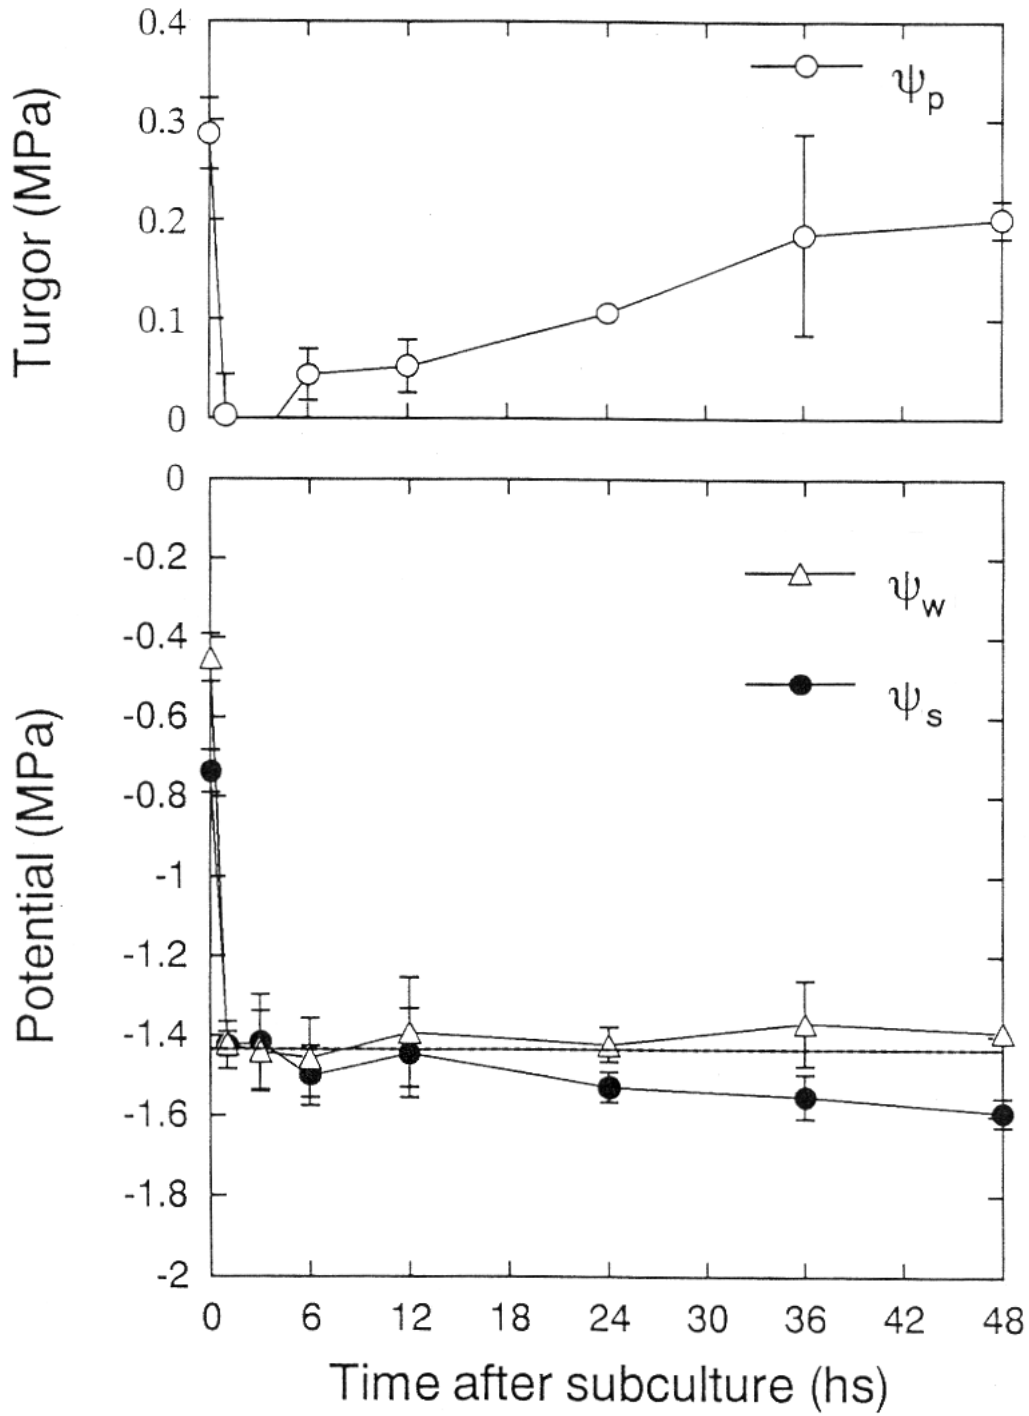 0.4
0.3
0.2
0.1
0
Turgor (MPa)
ψp
0
-0.2
-0.4
-0.6
-0.8
-1
-1.2
-1.4
-1.6
-1.8
-2
Potential (MPa)
ψw
ψs
0 6 12 18 24 30 36 42 48
Time after subculture (hs)